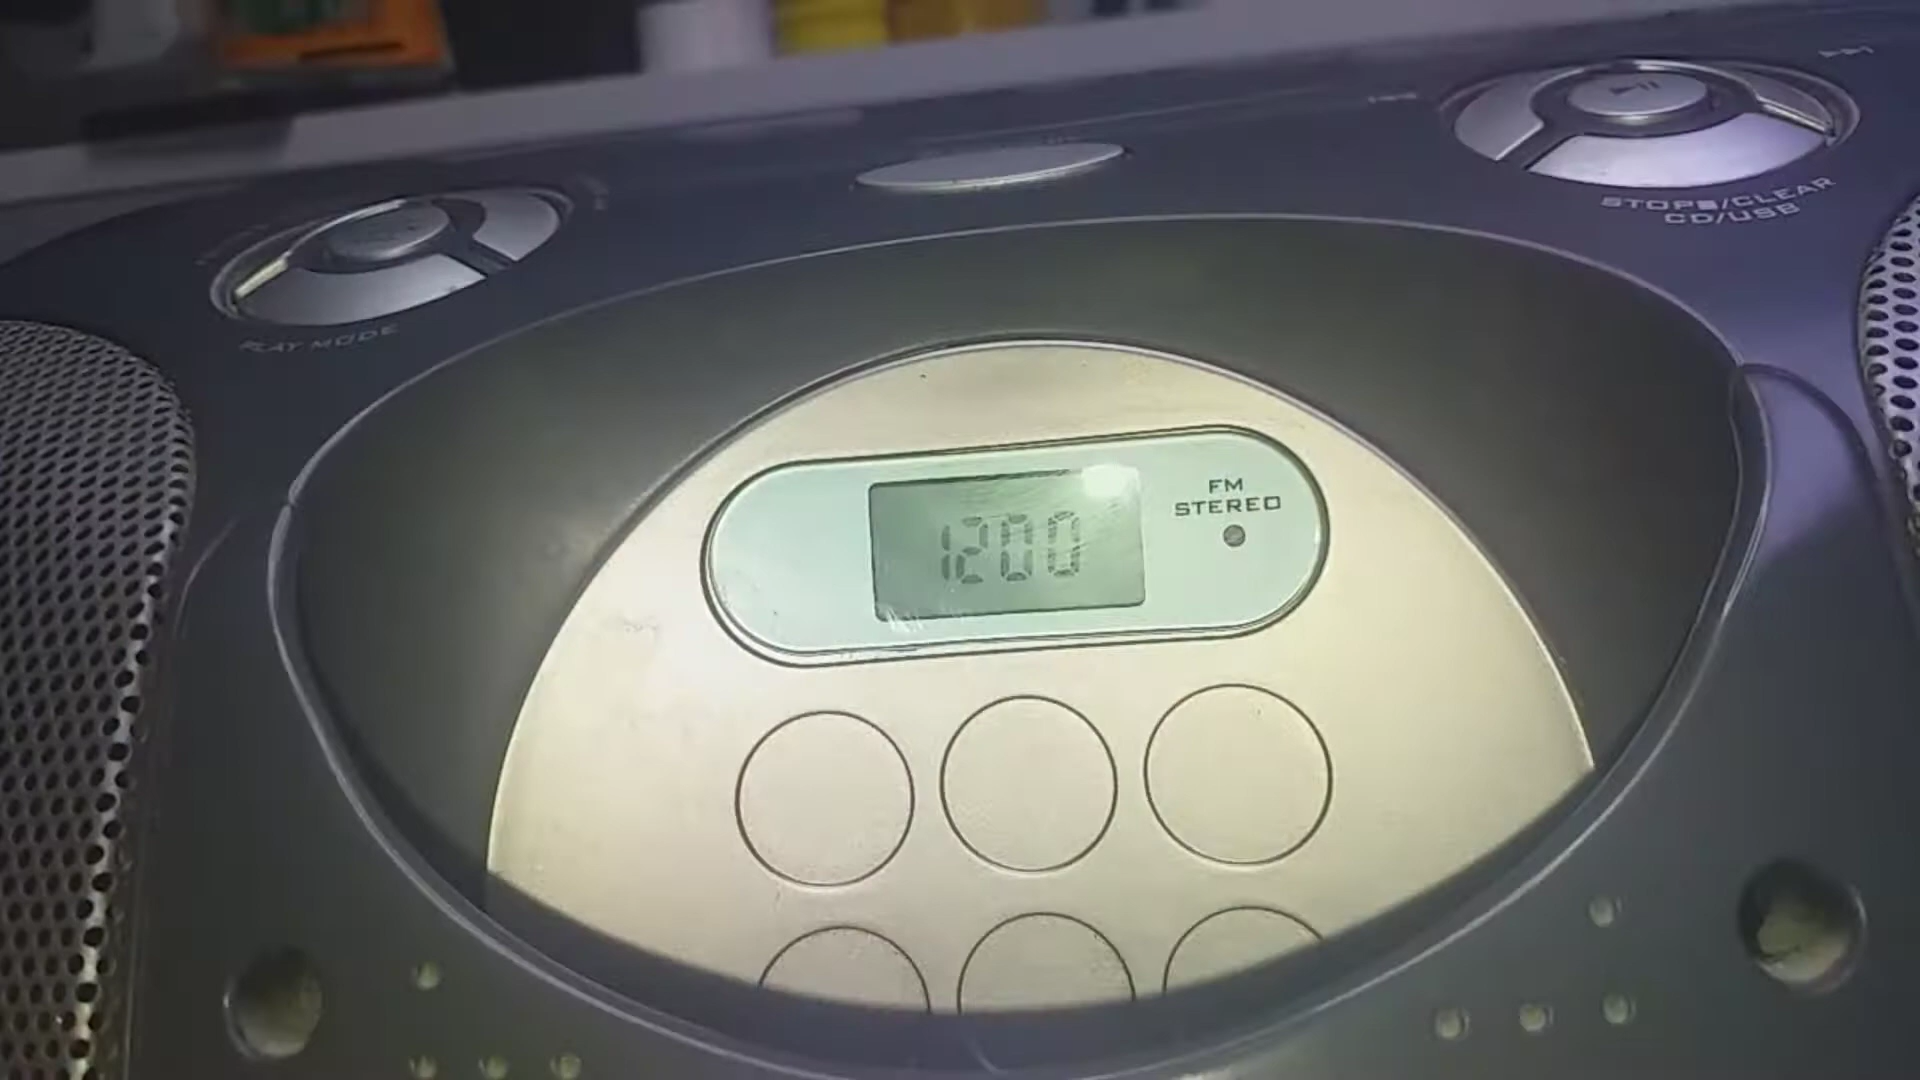 STOP■/CLEAR
CD/USB
PLAY MODE
FM
STEREO
1200